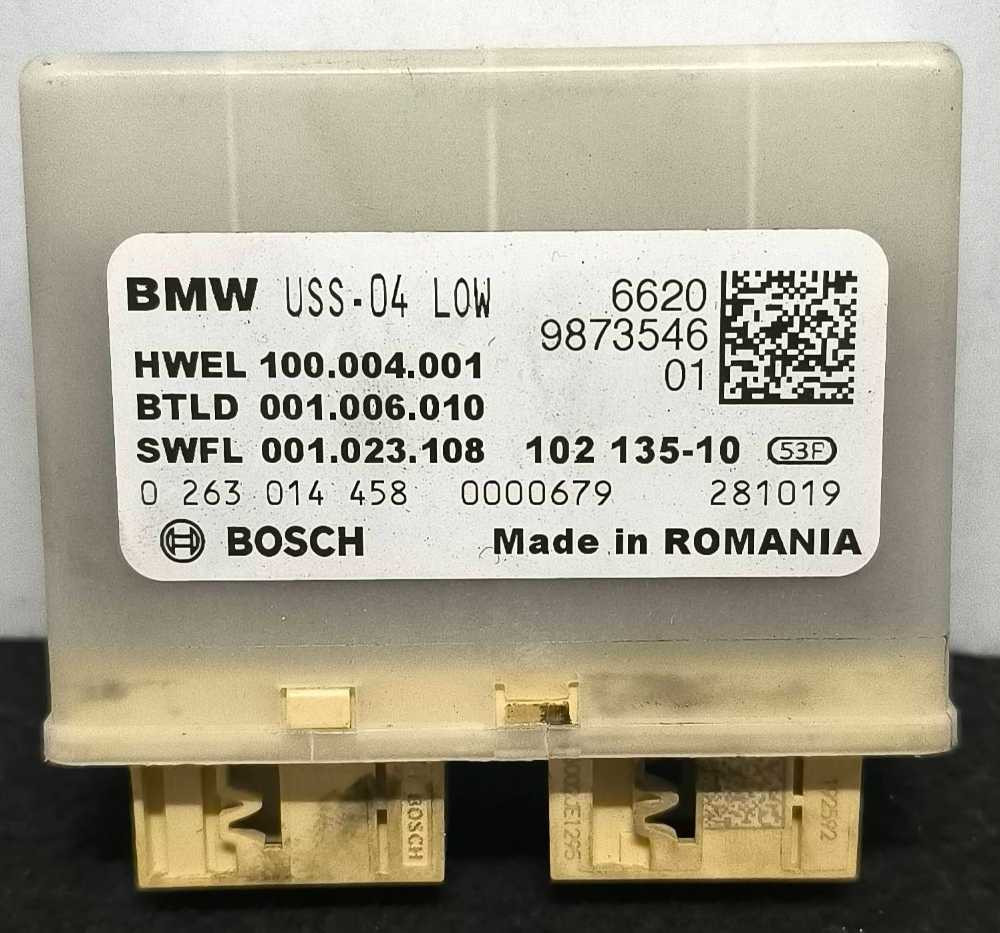 BMW USS-04 LOW
6620
9873546
01
HWEL 100.004.001
BTLD 001.006.010
SWFL 001.023.108 102 135-10 53F
0 263 014 458 0000679 281019
BOSCH Made in ROMANIA
BOSCH